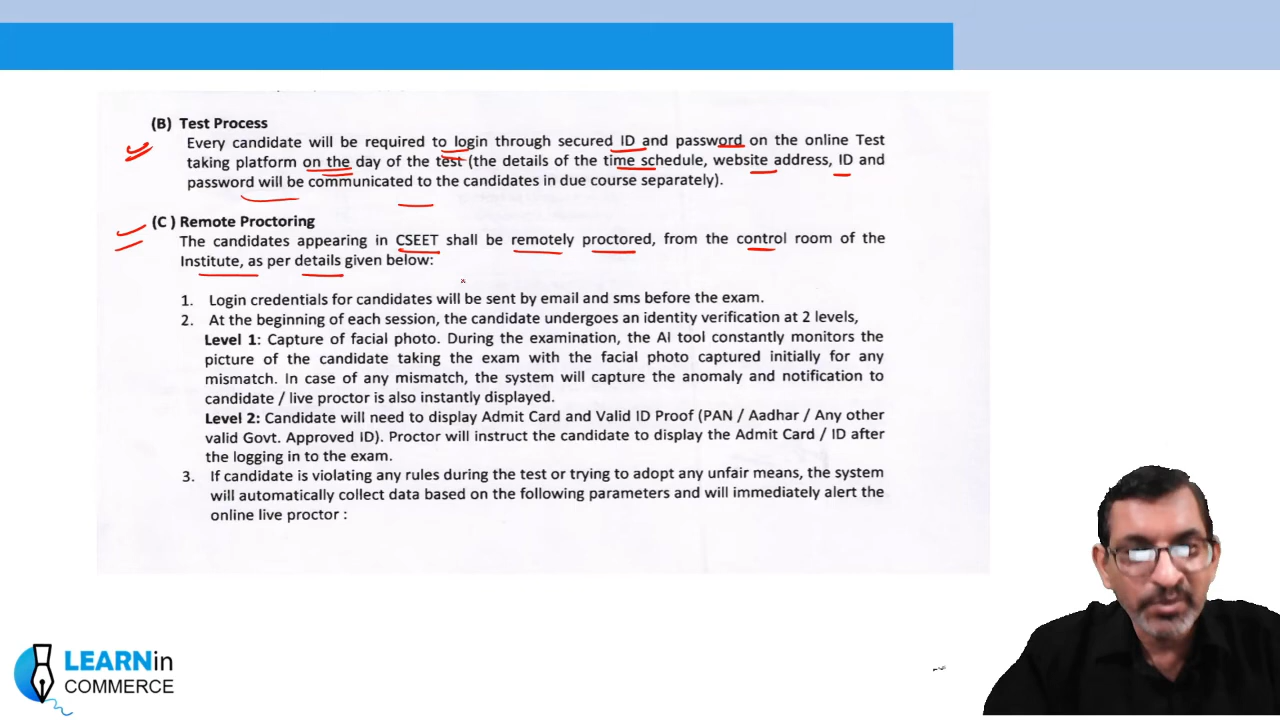 (B) Test Process
Every candidate will be required to login through secured ID and password on the online Test
taking platform on the day of the test (the details of the time schedule, website address, ID and
password will be communicated to the candidates in due course separately).
(C ) Remote Proctoring
The candidates appearing in CSEET shall be remotely proctored, from the control room of the
Institute, as per details given below:
1. Login credentials for candidates will be sent by email and sms before the exam.
2. At the beginning of each session, the candidate undergoes an identity verification at 2 levels,
Level 1: Capture of facial photo. During the examination, the AI tool constantly monitors the
picture of the candidate taking the exam with the facial photo captured initially for any
mismatch. In case of any mismatch, the system will capture the anomaly and notification to
candidate / live proctor is also instantly displayed.
Level 2: Candidate will need to display Admit Card and Valid ID Proof (PAN / Aadhar / Any other
valid Govt. Approved ID). Proctor will instruct the candidate to display the Admit Card / ID after
the logging in to the exam.
3. If candidate is violating any rules during the test or trying to adopt any unfair means, the system
will automatically collect data based on the following parameters and will immediately alert the
online live proctor :
LEARNin
COMMERCE